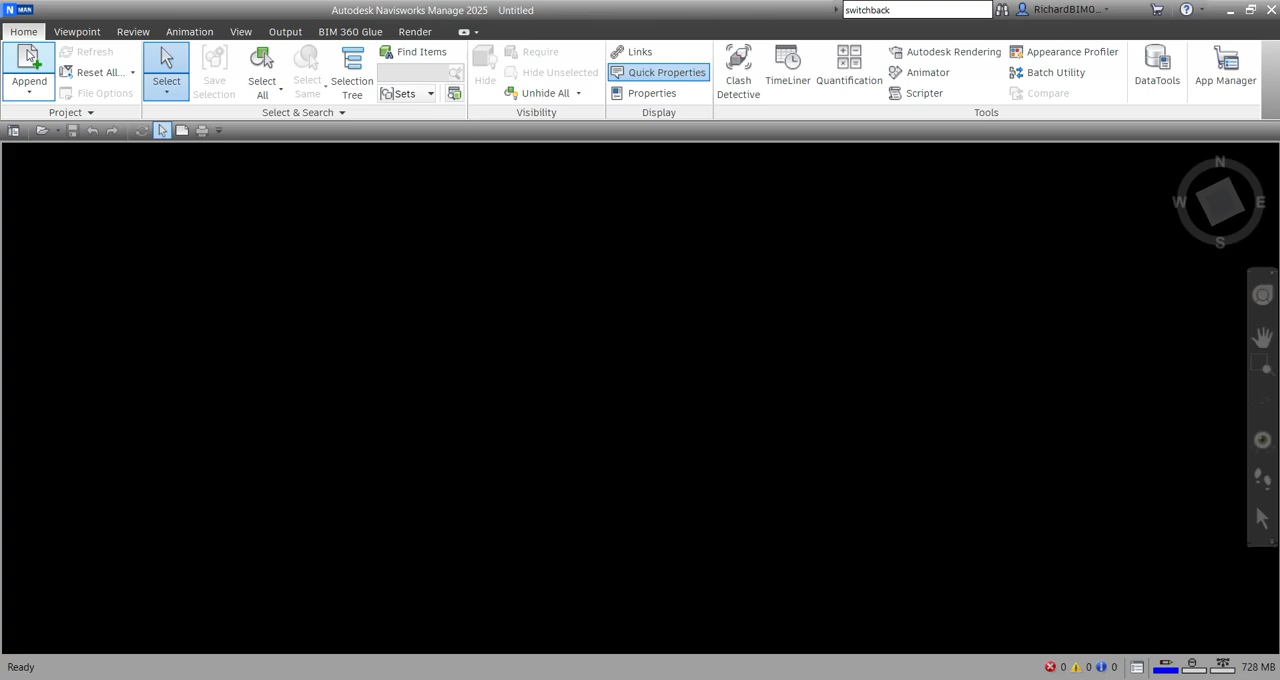 N MAN Autodesk Navisworks Manage 2025 Untitled switchback RichardBIMO...
Home Viewpoint Review Animation View Output BIM 360 Glue Render
Append
Refresh
Reset All...
File Options
Project
Select
Save Selection
Select All
Select Same
Selection Tree
Find Items
Sets
Select & Search
Hide
Require
Hide Unselected
Unhide All
Visibility
Links
Quick Properties
Properties
Display
Clash Detective
TimeLiner
Quantification
Autodesk Rendering
Animator
Scripter
Appearance Profiler
Batch Utility
Compare
Tools
DataTools
App Manager
N
W E
S
Ready 0 0 0 728 MB